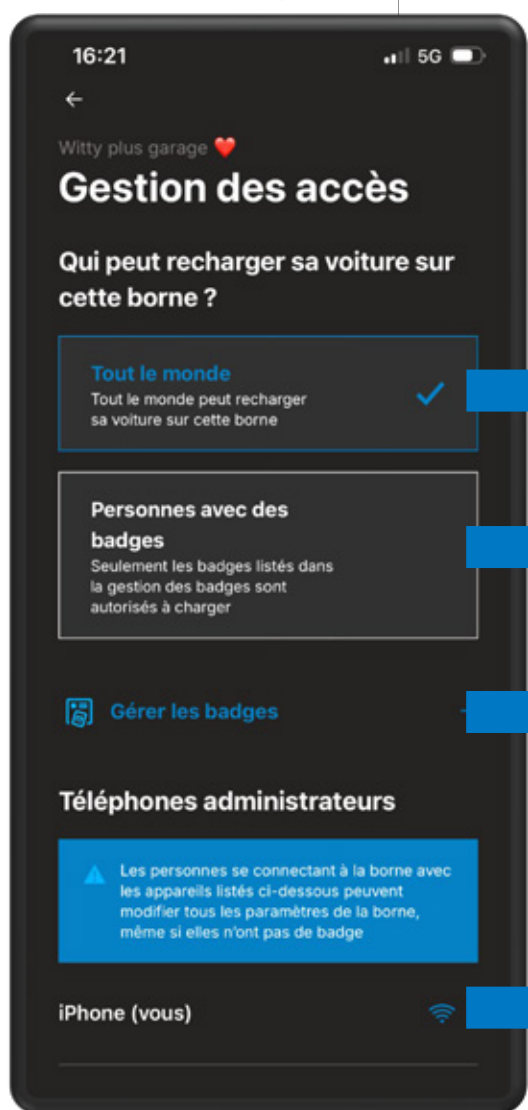 16:21 5G
Witty plus garage ❤️
Gestion des accès
Qui peut recharger sa voiture sur
cette borne ?
Tout le monde
Tout le monde peut recharger
sa voiture sur cette borne
Personnes avec des
badges
Seulement les badges listés dans
la gestion des badges sont
autorisés à charger
Gérer les badges
Téléphones administrateurs
Les personnes se connectant à la borne avec
les appareils listés ci-dessous peuvent
modifier tous les paramètres de la borne,
même si elles n'ont pas de badge
iPhone (vous)